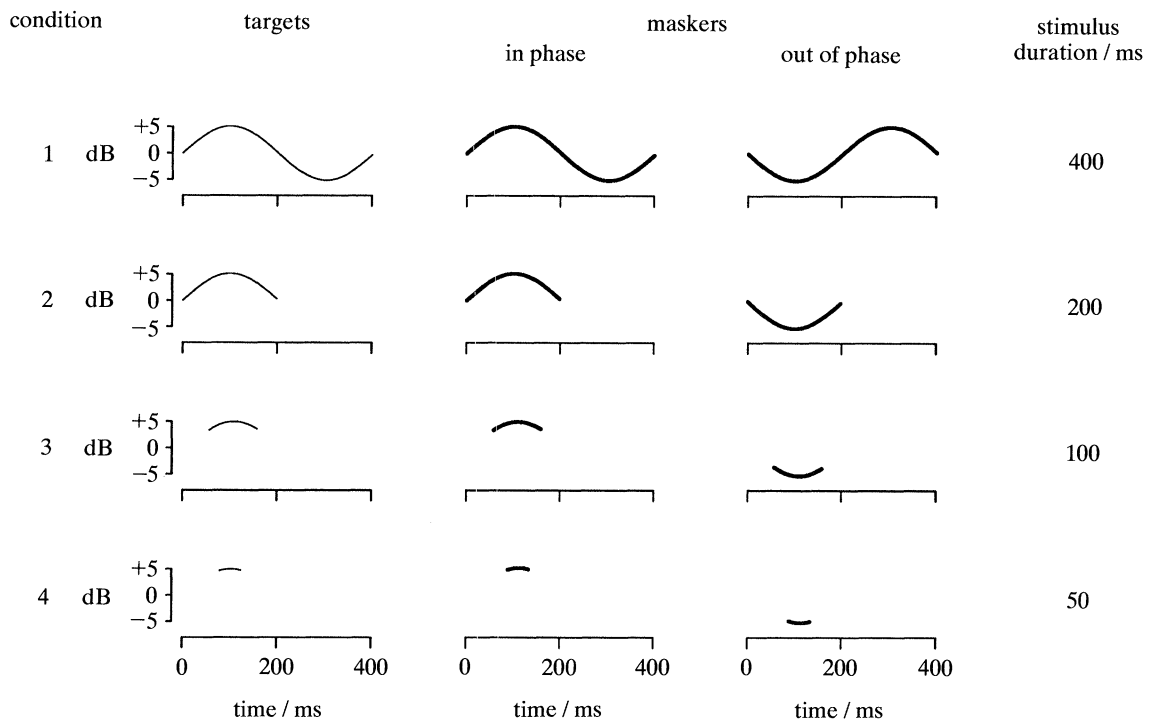 condition targets maskers stimulus
in phase out of phase duration / ms
+5
1 dB 0 400
−5
+5
2 dB 0 200
−5
+5
3 dB 0 100
−5
+5
4 dB 0 50
−5
0 200 400 0 200 400 0 200 400
time / ms time / ms time / ms